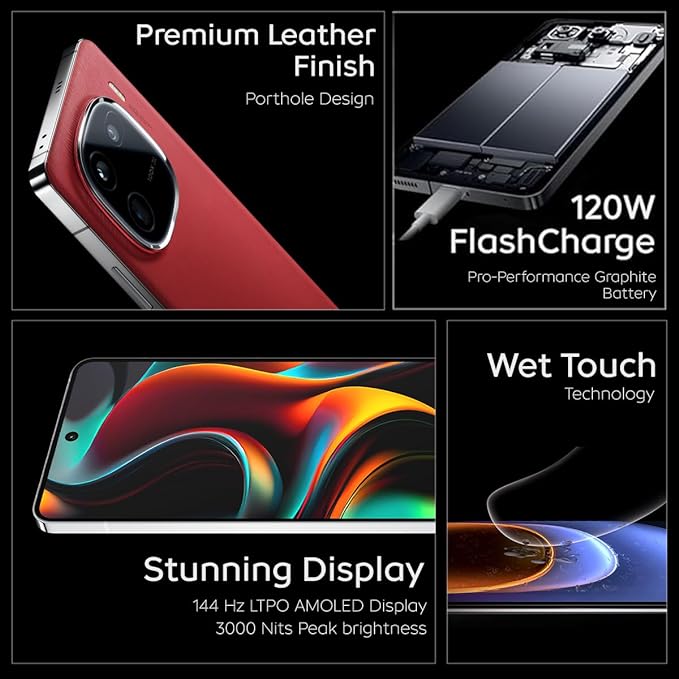 Premium Leather
Finish
Porthole Design
120W
FlashCharge
Pro-Performance Graphite
Battery
Stunning Display
144 Hz LTPO AMOLED Display
3000 Nits Peak brightness
Wet Touch
Technology